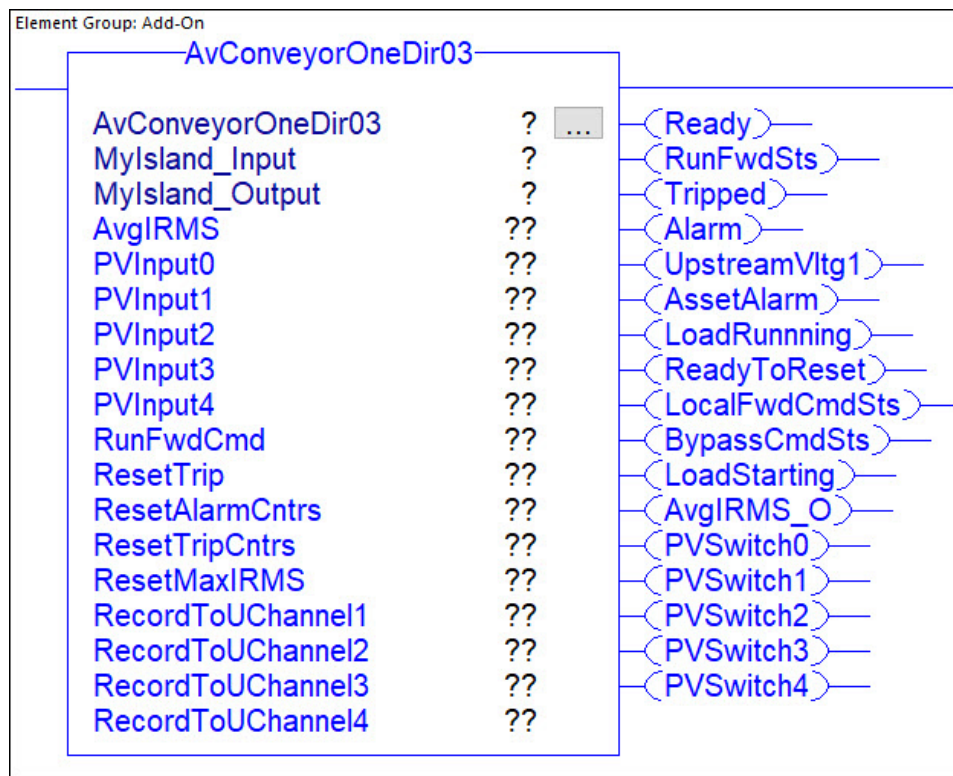 Element Group: Add-On
AvConveyorOneDir03
AvConveyorOneDir03 ? ... Ready
MyIsland_Input ? RunFwdSts
MyIsland_Output ? Tripped
AvgIRMS ?? Alarm
PVInput0 ?? UpstreamVltg1
PVInput1 ?? AssetAlarm
PVInput2 ?? LoadRunnning
PVInput3 ?? ReadyToReset
PVInput4 ?? LocalFwdCmdSts
RunFwdCmd ?? BypassCmdSts
ResetTrip ?? LoadStarting
ResetAlarmCntrs ?? AvgIRMS_O
ResetTripCntrs ?? PVSwitch0
ResetMaxIRMS ?? PVSwitch1
RecordToUChannel1 ?? PVSwitch2
RecordToUChannel2 ?? PVSwitch3
RecordToUChannel3 ?? PVSwitch4
RecordToUChannel4 ??